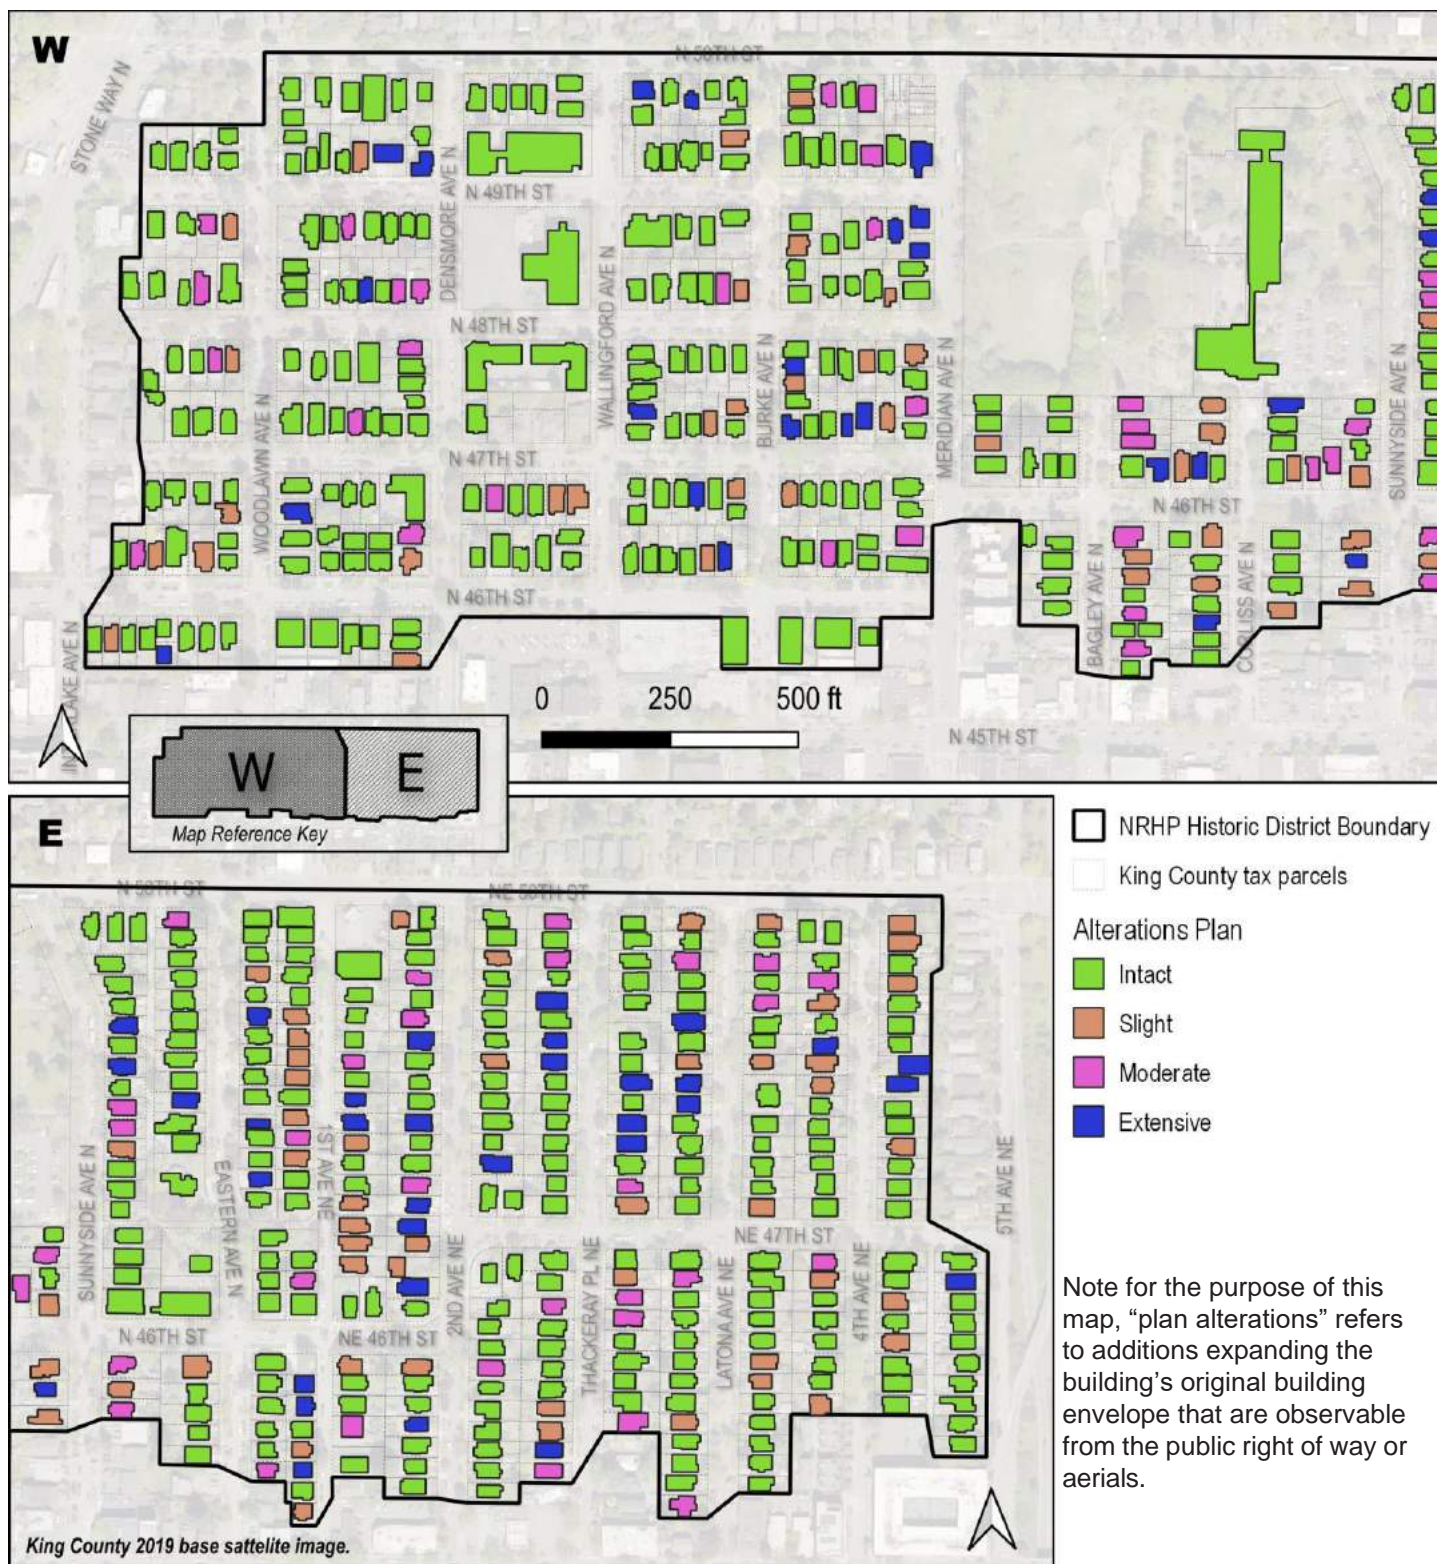 W
N 50TH ST
STONE WAY N
DENSMORE AVE N
N 49TH ST
WALLINGFORD AVE N
N 48TH ST
BURKE AVE N
MERIDIAN AVE N
SUNNYSIDE AVE N
WOODLAWN AVE N
N 47TH ST
N 46TH ST
BAGLEY AVE N
CORLISS AVE N
N 46TH ST
LAKE AVE N
0 250 500 ft
N 45TH ST
W E
Map Reference Key
E
N 50TH ST
NE 50TH ST
SUNNYSIDE AVE N
EASTERN AVE N
1ST AVE NE
2ND AVE NE
THACKERAY PL NE
LATONA AVE NE
NE 47TH ST
4TH AVE NE
5TH AVE NE
N 46TH ST
NE 46TH ST
King County 2019 base sattelite image.
NRHP Historic District Boundary
King County tax parcels
Alterations Plan
Intact
Slight
Moderate
Extensive
Note for the purpose of this
map, “plan alterations” refers
to additions expanding the
building’s original building
envelope that are observable
from the public right of way or
aerials.